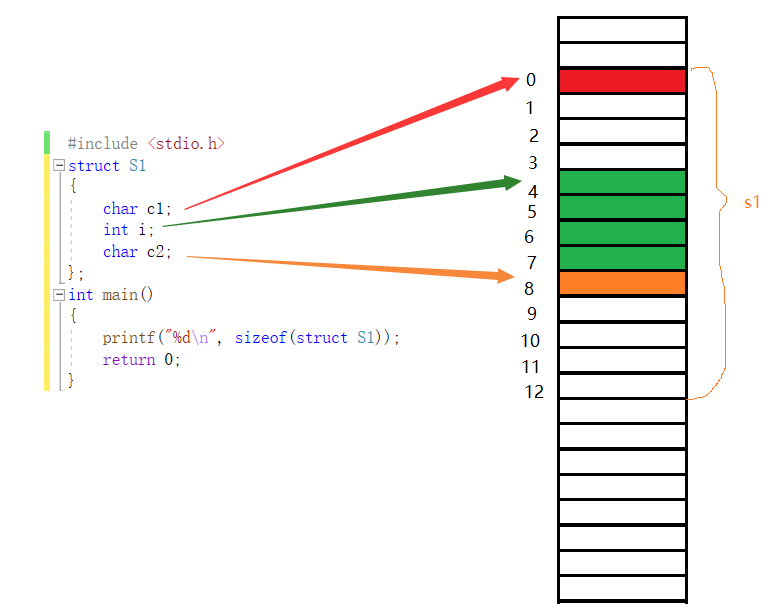 #include <stdio.h>
struct S1
{
char c1;
int i;
char c2;
};
int main()
{
printf("%d\n", sizeof(struct S1));
return 0;
}
0
1
2
3
4
5
6
7
8
9
10
11
12
s1